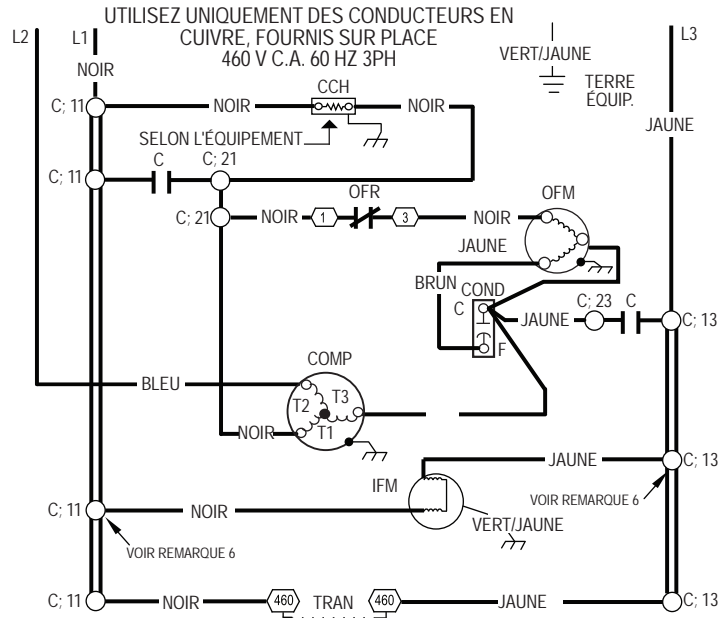 UTILISEZ UNIQUEMENT DES CONDUCTEURS EN
CUIVRE, FOURNIS SUR PLACE
460 V C.A. 60 HZ 3PH
L2
L1
L3
NOIR
VERT/JAUNE
TERRE
ÉQUIP.
CCH
C; 11
NOIR
NOIR
JAUNE
SELON L'ÉQUIPEMENT
C
C; 21
C; 11
OFR
OFM
C; 21
NOIR
1
3
NOIR
JAUNE
BRUN
COND
C
C; 23
C
JAUNE
C; 13
F
COMP
BLEU
T2
T3
T1
NOIR
JAUNE
C; 13
IFM
VOIR REMARQUE 6
C; 11
NOIR
VERT/JAUNE
VOIR REMARQUE 6
C; 11
NOIR
460
TRAN
460
JAUNE
C; 13